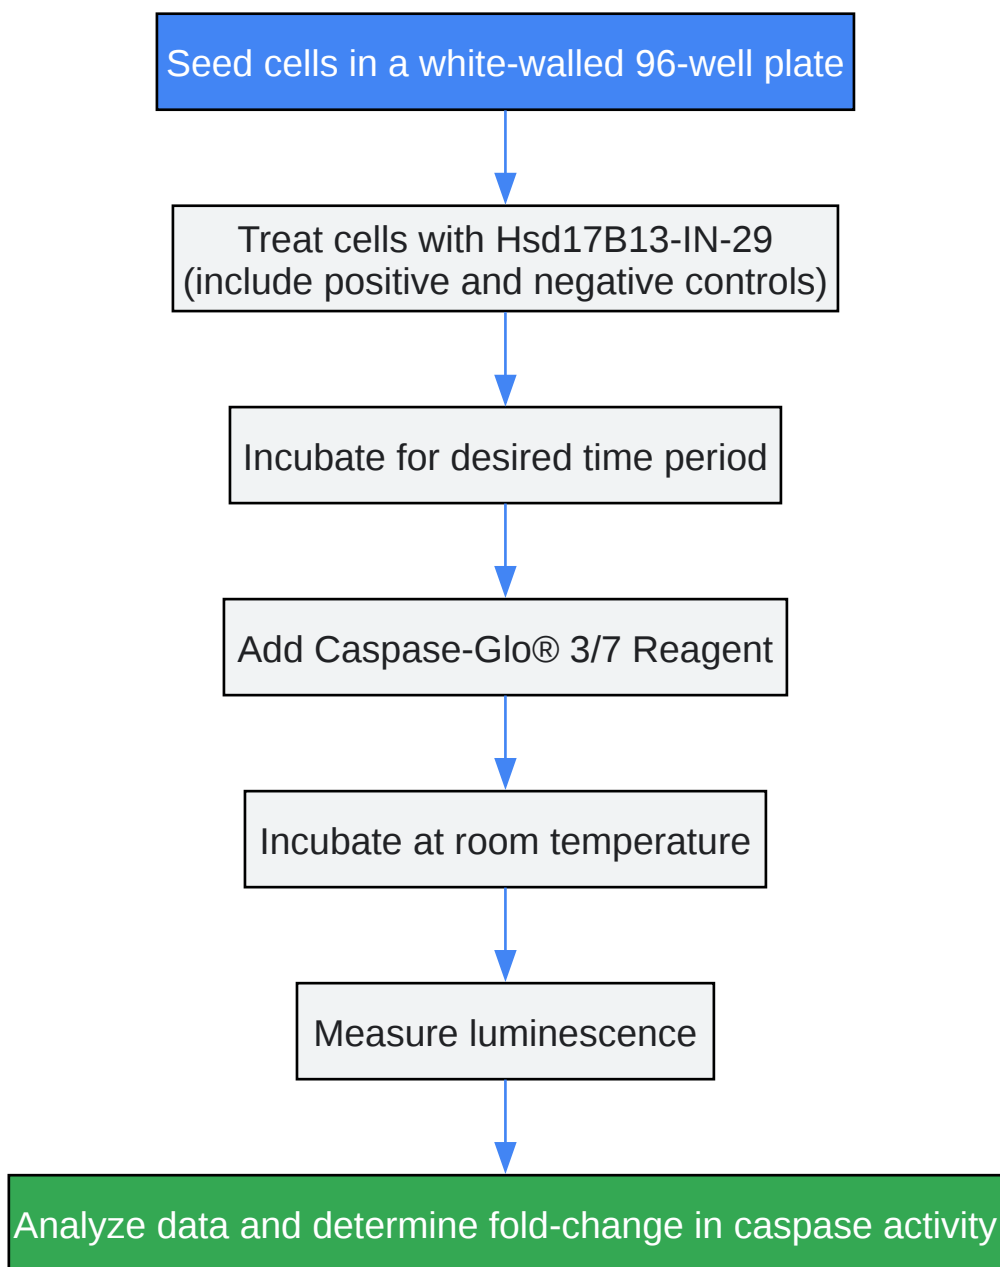 Seed cells in a white-walled 96-well plate
Treat cells with Hsd17B13-IN-29
(include positive and negative controls)
Incubate for desired time period
Add Caspase-Glo® 3/7 Reagent
Incubate at room temperature
Measure luminescence
Analyze data and determine fold-change in caspase activity